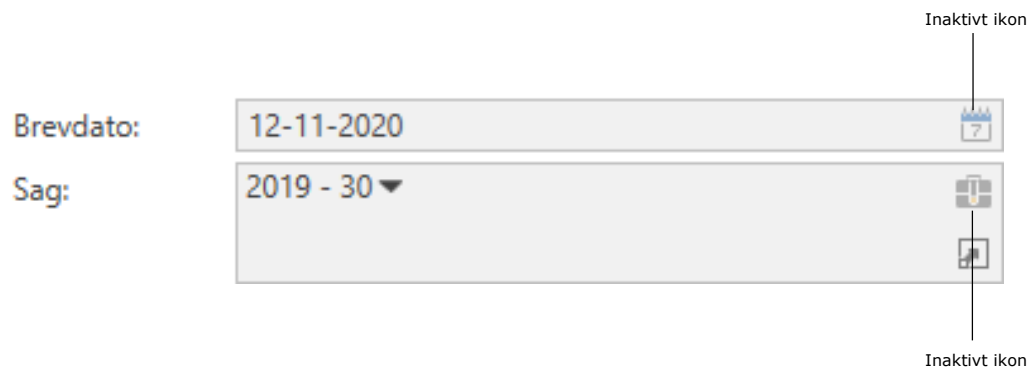 Inaktivt ikon
Brevdato: 12-11-2020 7
Sag: 2019 - 30
Inaktivt ikon